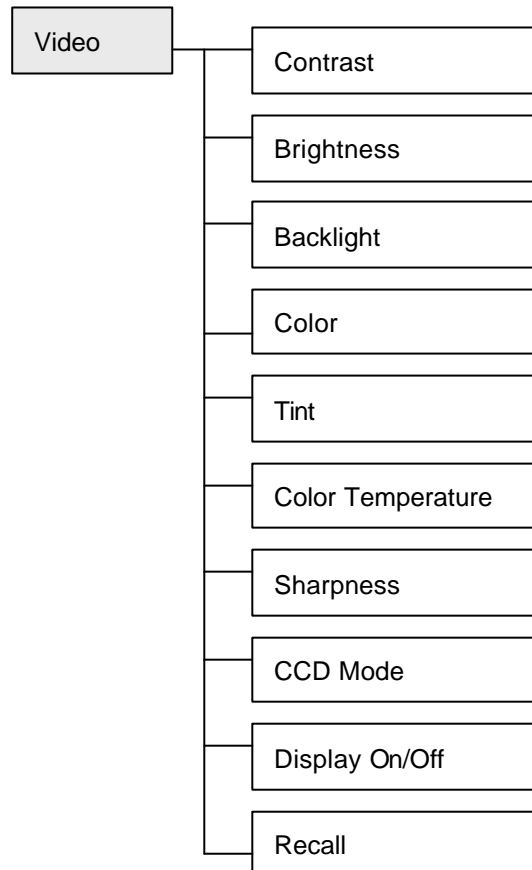 Video
Contrast
Brightness
Backlight
Color
Tint
Color Temperature
Sharpness
CCD Mode
Display On/Off
Recall